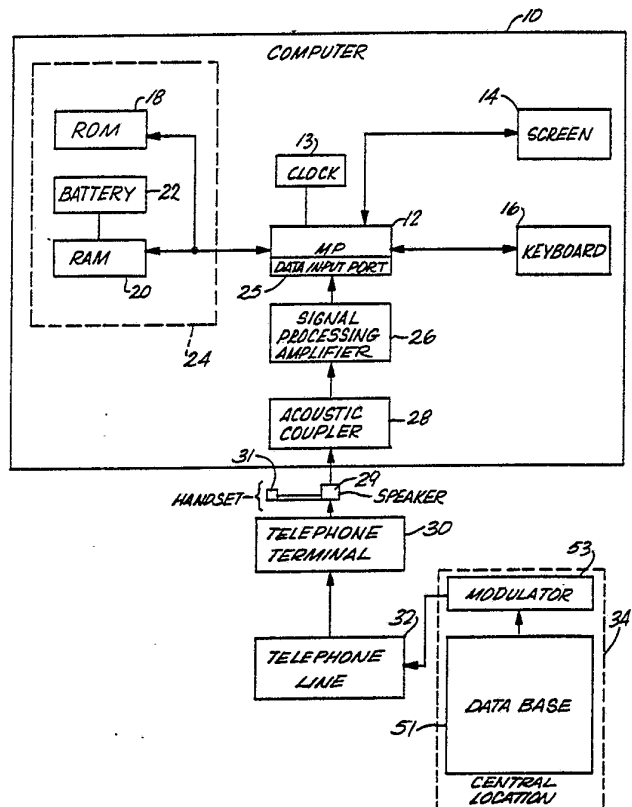 10
COMPUTER
18
ROM
14
SCREEN
13
CLOCK
BATTERY
22
12
16
MP
KEYBOARD
RAM
DATA INPUT PORT
20
25
SIGNAL
PROCESSING
AMPLIFIER
26
24
ACOUSTIC
COUPLER
28
31
29
HANDSET
SPEAKER
TELEPHONE
TERMINAL
30
53
MODULATOR
34
32
TELEPHONE
LINE
DATA BASE
51
CENTRAL
LOCATION